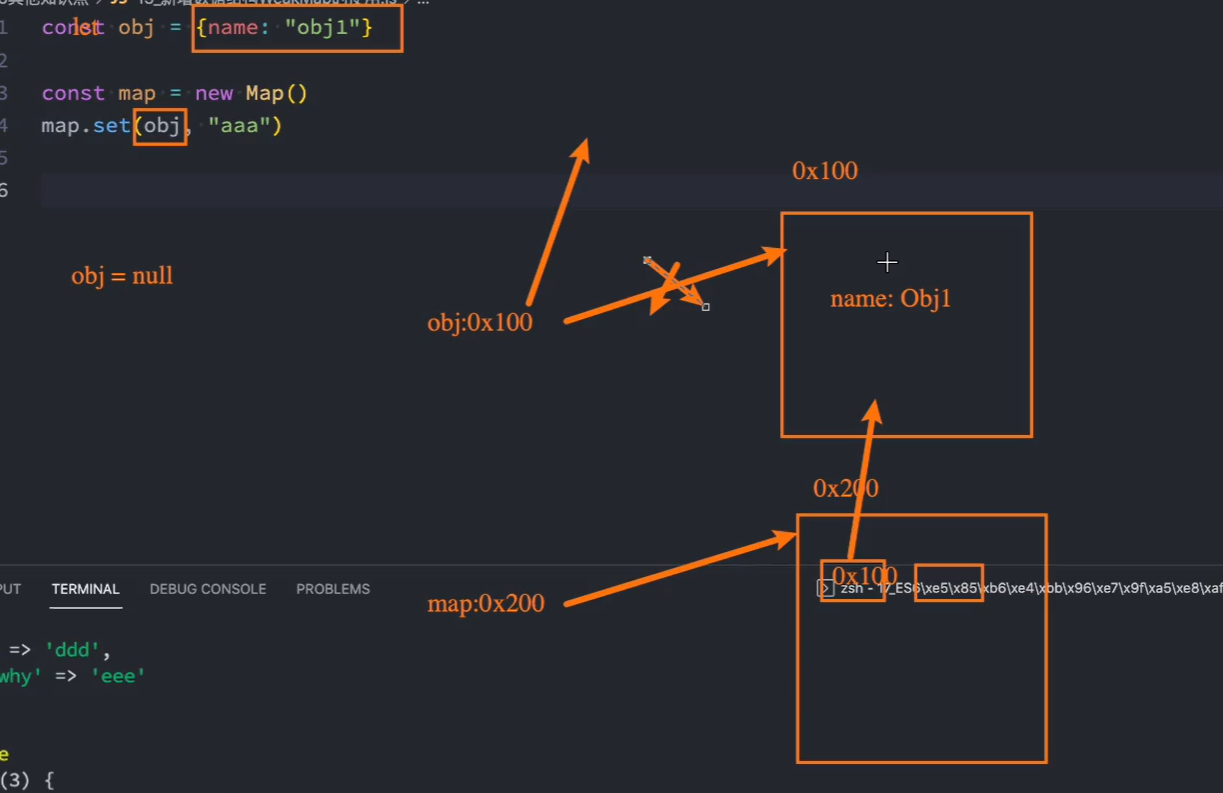 const obj = {name: "obj1"}
let
const map = new Map()
map.set(obj, "aaa")
1
2
3
4
5
6
0x100
obj = null
name: Obj1
obj:0x100
0x200
0x100
map:0x200
PUT TERMINAL DEBUG CONSOLE PROBLEMS
zsh - 17_ES6\xe5\x85\xb6\xe4\xbb\x96\xe7\x9f\xa5\xe8\xaf
=> 'ddd',
why' => 'eee'
e
(3) {